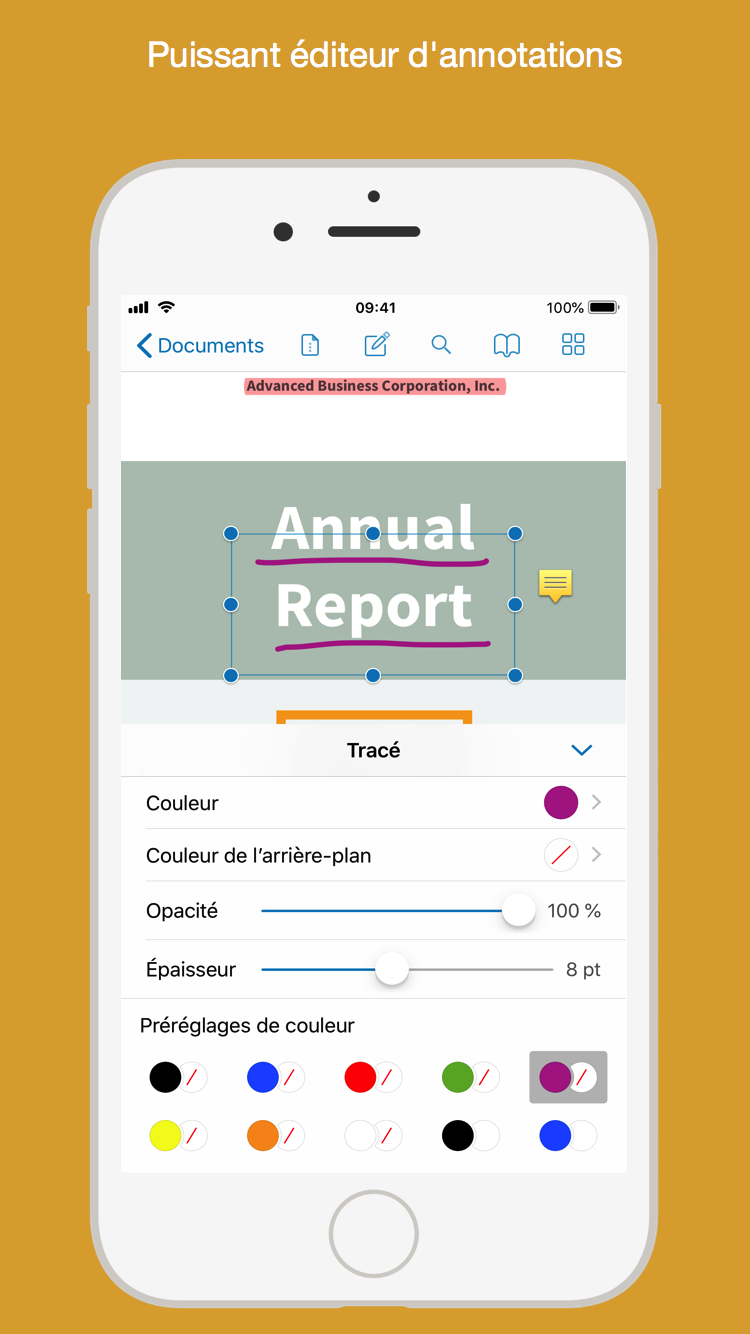 Puissant éditeur d'annotations
09:41
100%
Documents
Advanced Business Corporation, Inc.
Annual
Report
Tracé
Couleur
Couleur de l’arrière-plan
Opacité
100 %
Épaisseur
8 pt
Préréglages de couleur